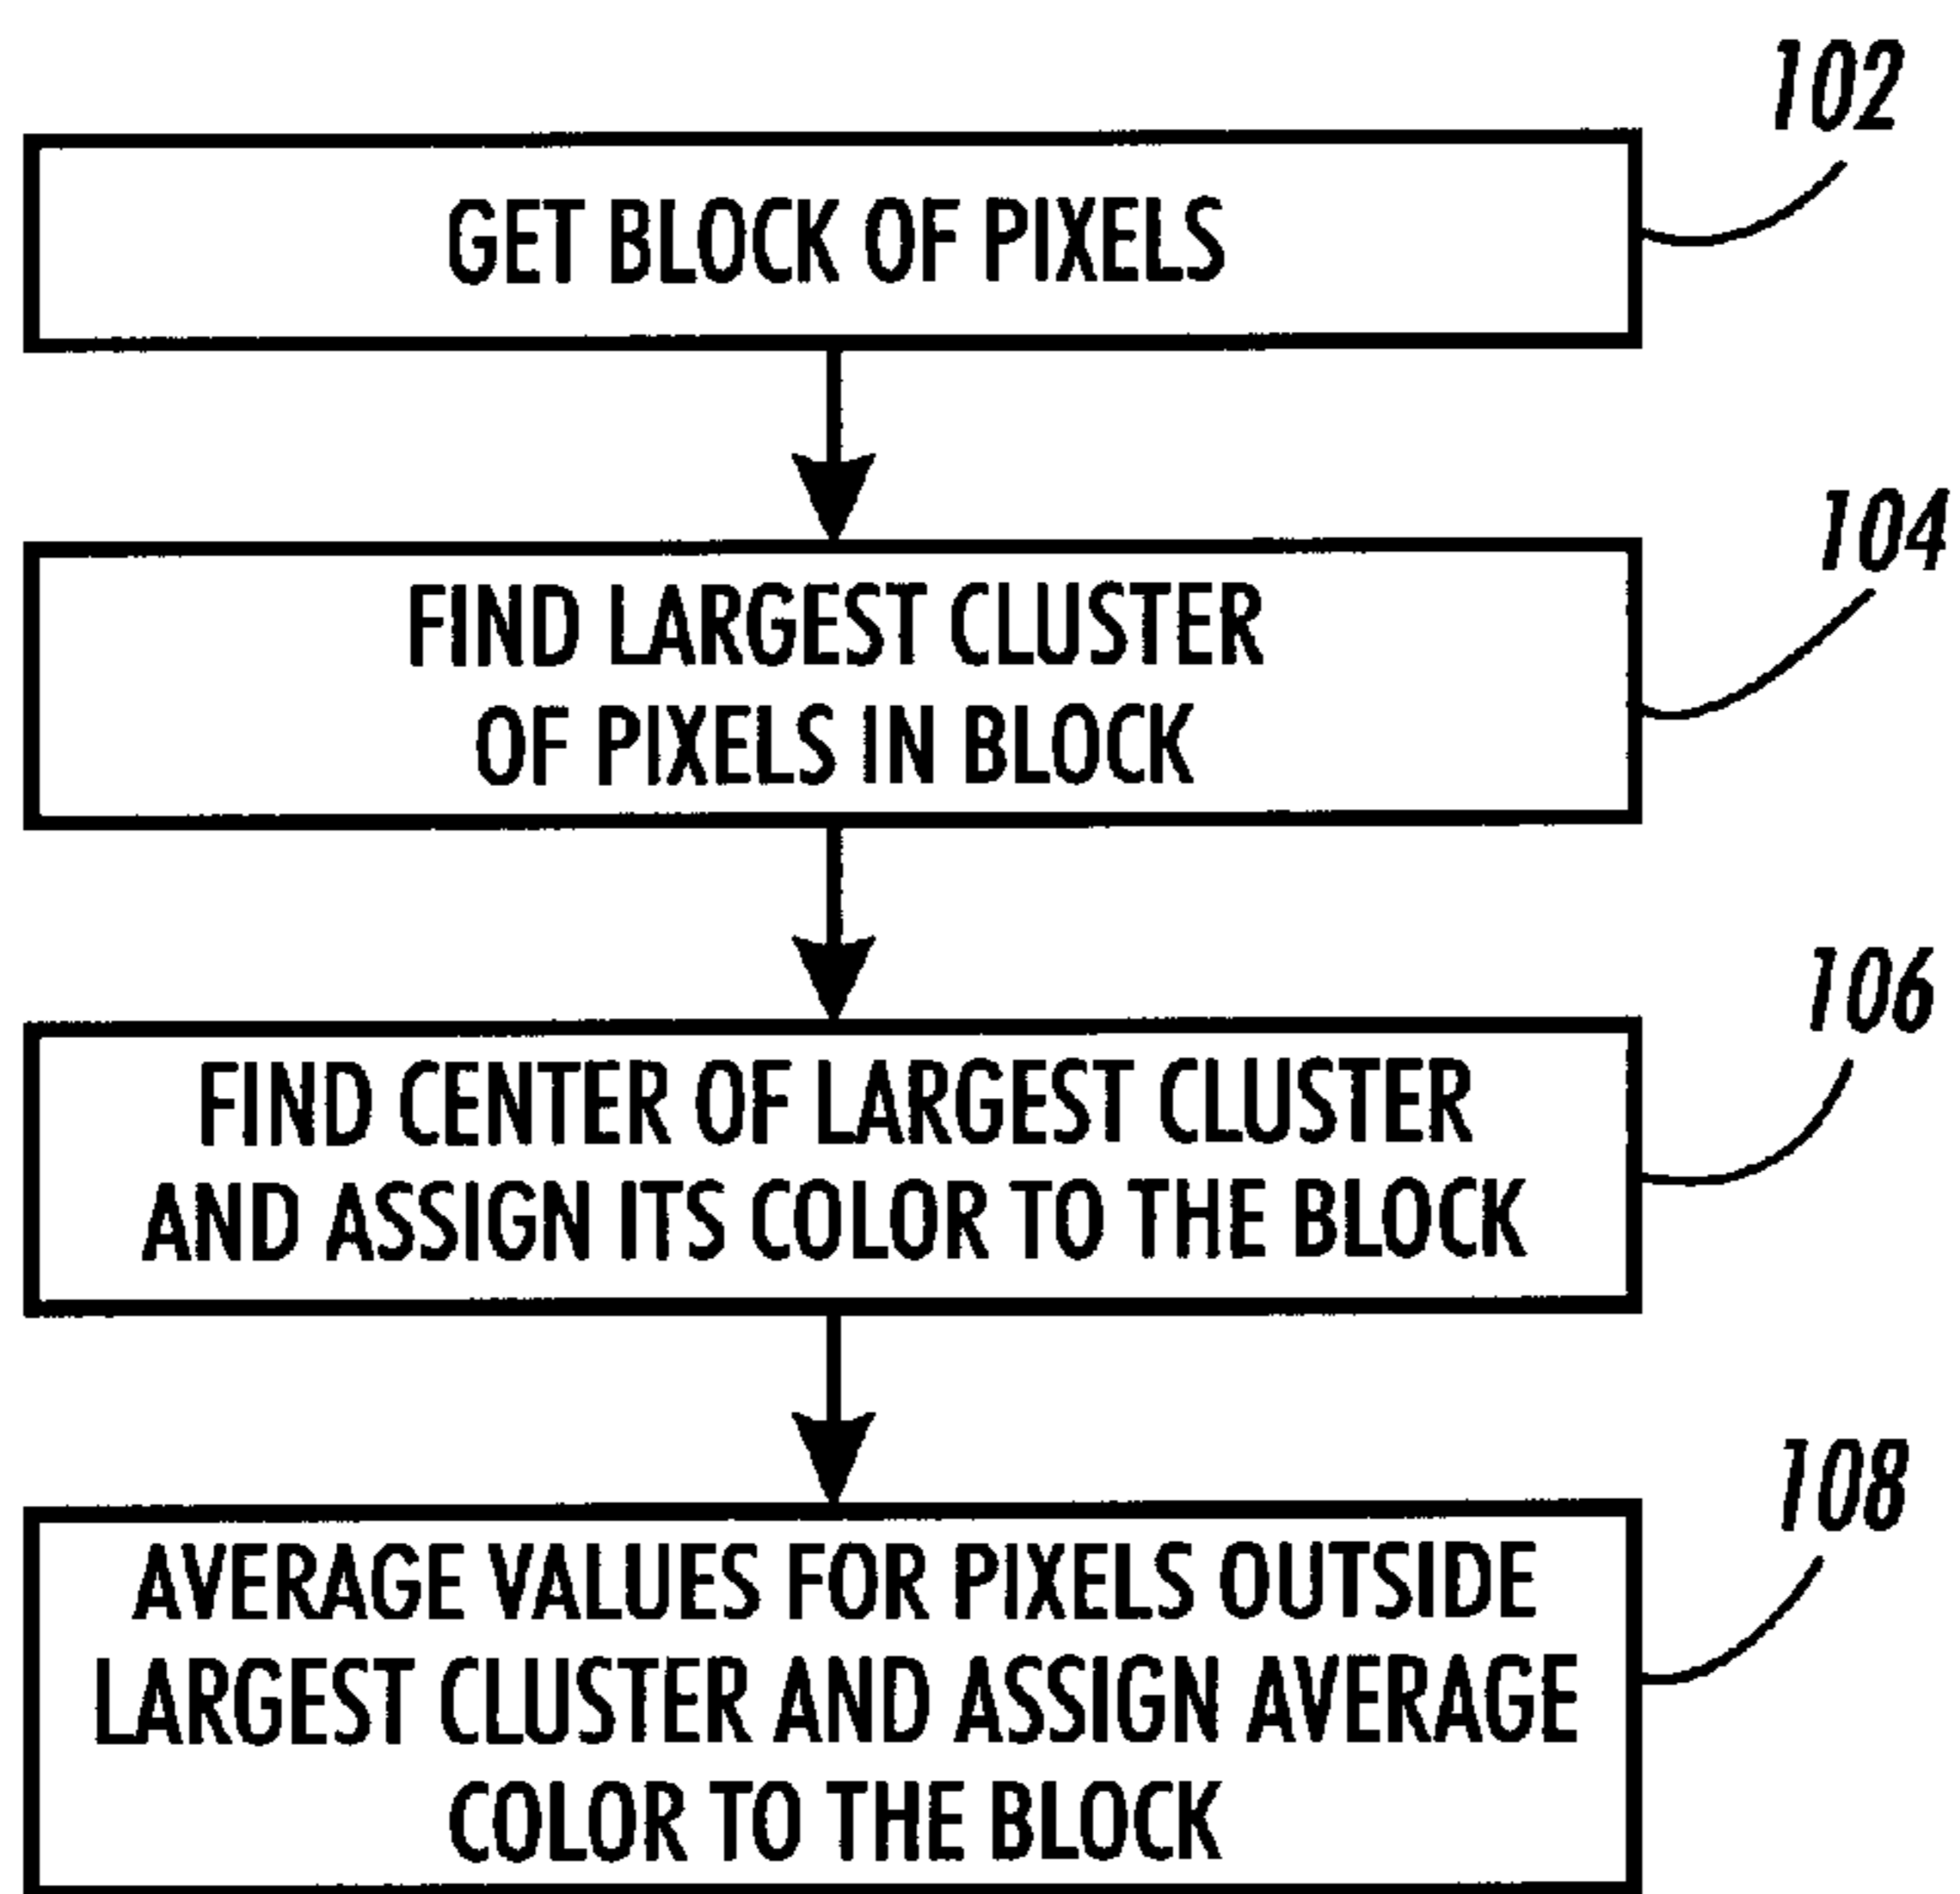 102
GET BLOCK OF PIXELS
104
FIND LARGEST CLUSTER
OF PIXELS IN BLOCK
106
FIND CENTER OF LARGEST CLUSTER
AND ASSIGN ITS COLOR TO THE BLOCK
108
AVERAGE VALUES FOR PIXELS OUTSIDE
LARGEST CLUSTER AND ASSIGN AVERAGE
COLOR TO THE BLOCK